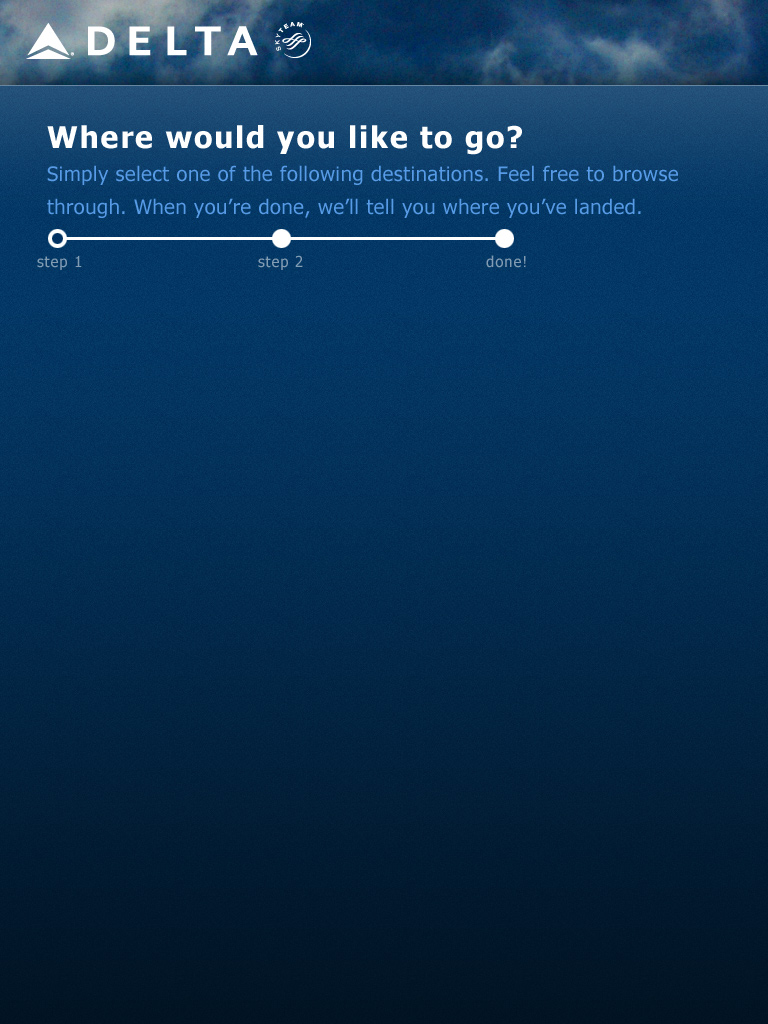 DELTA SKYTEAM
Where would you like to go?
Simply select one of the following destinations. Feel free to browse
through. When you’re done, we’ll tell you where you’ve landed.
step 1 step 2 done!